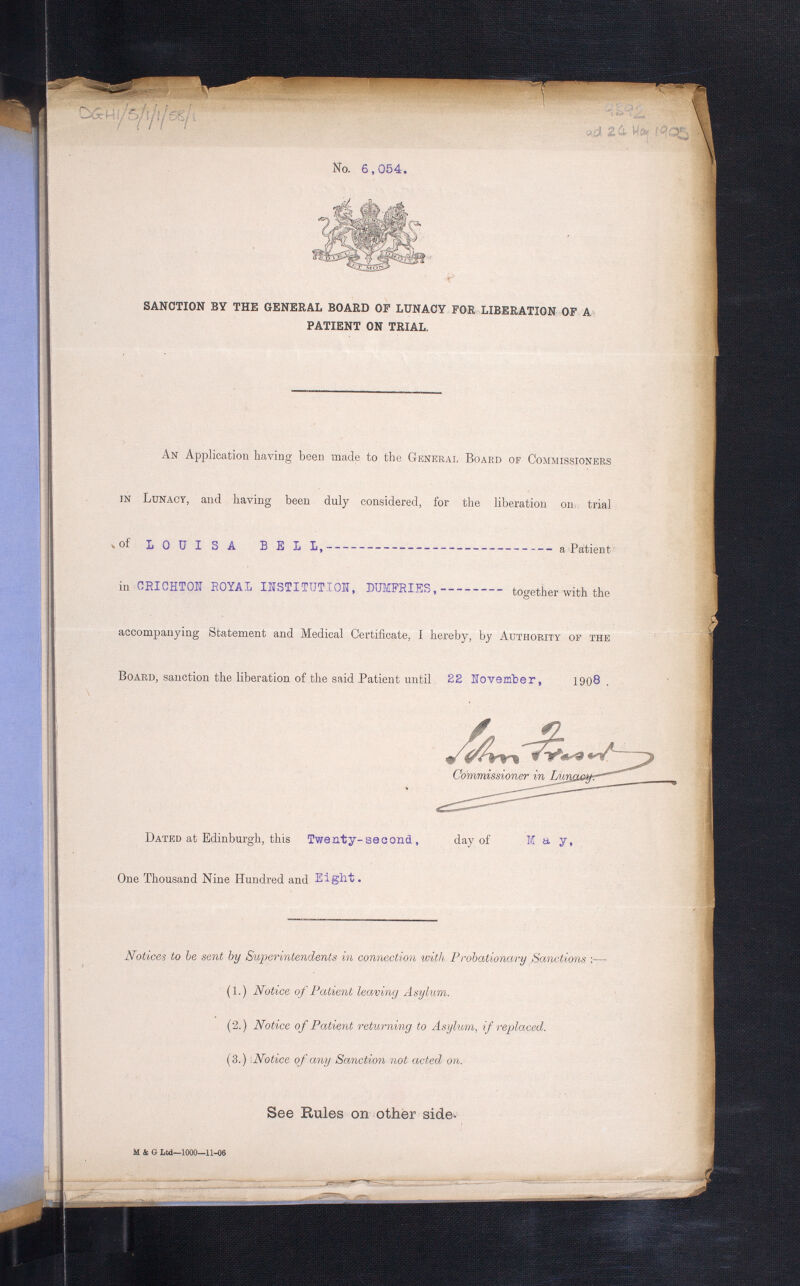 DGH1/5/1/1/58/1
9892
ad 24 May 1905
No. 6,054.
SANCTION BY THE GENERAL BOARD OF LUNACY FOR LIBERATION OF A
PATIENT ON TRIAL.
An Application having been made to the General Board of Commissioners
in Lunacy, and having been duly considered, for the liberation on trial
of L O U I S A B E L L,---------------------------- a Patient
in CRICHTON ROYAL INSTITUTION, DUMFRIES,-------- together with the
accompanying Statement and Medical Certificate, I hereby, by Authority of the
Board, sanction the liberation of the said Patient until 22 November, 1908 .
John Fraser
Commissioner in Lunacy.
Dated at Edinburgh, this Twenty-second, day of M a y,
One Thousand Nine Hundred and Eight.
Notices to be sent by Superintendents in connection with Probationary Sanctions :—
(1.) Notice of Patient leaving Asylum.
(2.) Notice of Patient returning to Asylum, if replaced.
(3.) Notice of any Sanction not acted on.
See Rules on other side.
M & G Ltd—1000—11-06